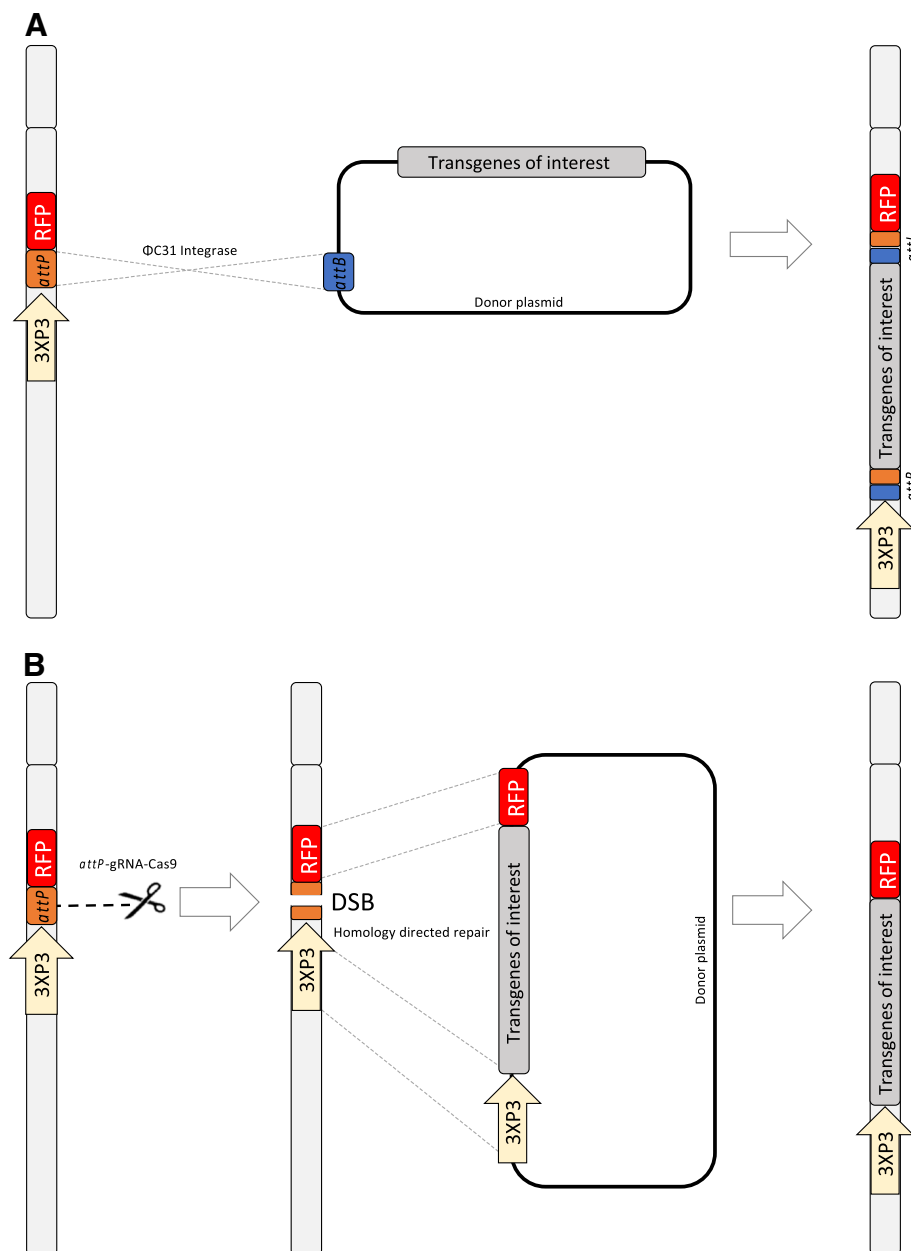 A
RFP
attP
3XP3
ΦC31 Integrase
attB
Transgenes of interest
Donor plasmid
RFP
Transgenes of interest
3XP3
B
RFP
attP
3XP3
attP-gRNA-Cas9
RFP
DSB
Homology directed repair
3XP3
RFP
Transgenes of interest
3XP3
Donor plasmid
RFP
Transgenes of interest
3XP3